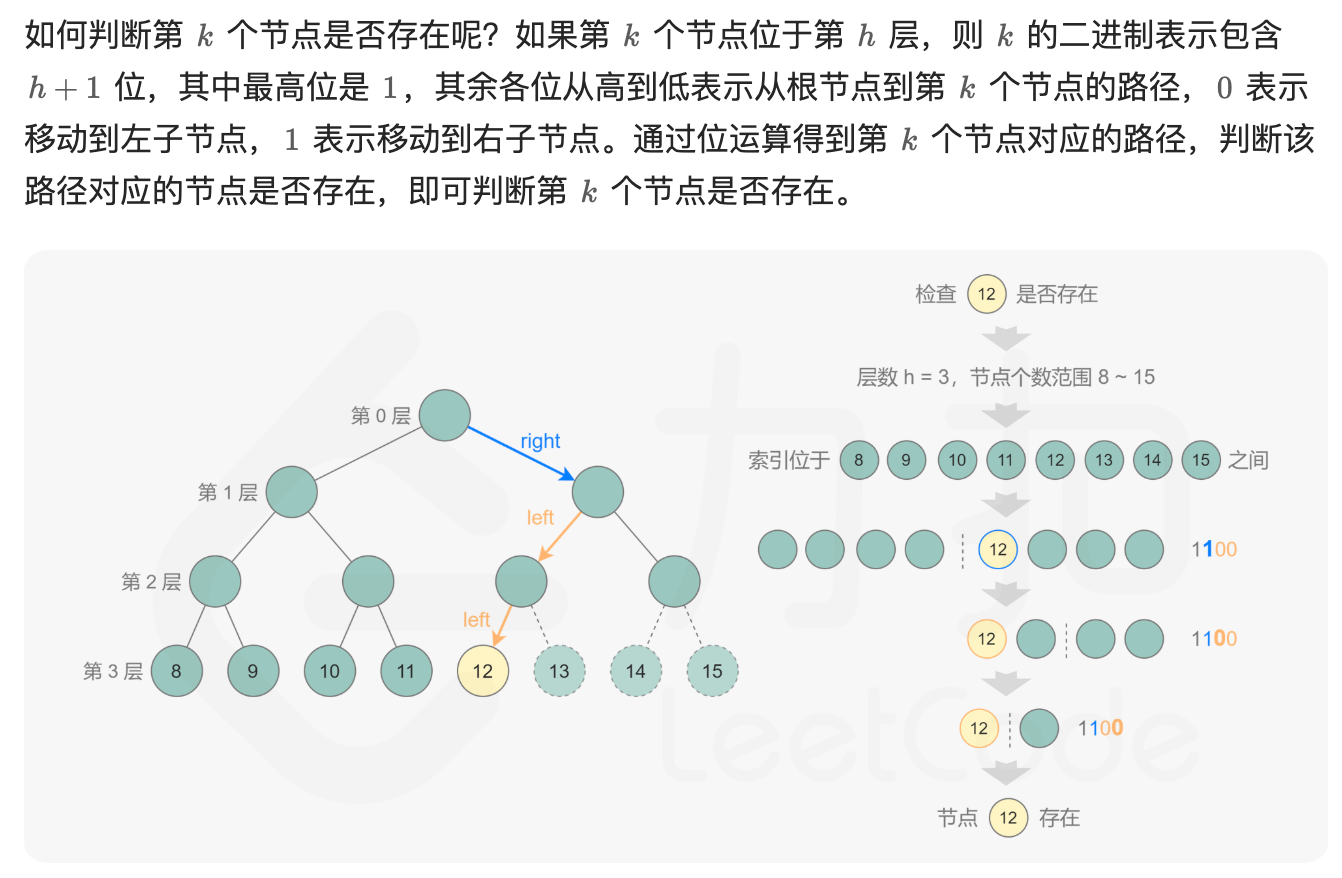 如何判断第 k 个节点是否存在呢？如果第 k 个节点位于第 h 层，则 k 的二进制表示包含
h + 1 位，其中最高位是 1，其余各位从高到低表示从根节点到第 k 个节点的路径，0 表示
移动到左子节点，1 表示移动到右子节点。通过位运算得到第 k 个节点对应的路径，判断该
路径对应的节点是否存在，即可判断第 k 个节点是否存在。
第 0 层
right
第 1 层
left
第 2 层
left
第 3 层 8 9 10 11 12 13 14 15
检查 12 是否存在
层数 h = 3，节点个数范围 8 ~ 15
索引位于 8 9 10 11 12 13 14 15 之间
12 1100
12 1100
12 1100
节点 12 存在
力扣
LeetCode